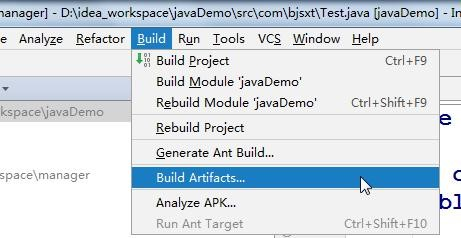 manager] - D:\idea_workspace\javaDemo\src\com\bjsxt\Test.java [javaDemo] - In
Analyze Refactor Build Run Tools VCS Window Help
Build Project Ctrl+F9
Build Module 'javaDemo'
Rebuild Module 'javaDemo' Ctrl+Shift+F9
kspace\javaDemo
Rebuild Project
Generate Ant Build...
Build Artifacts...
space\manager
Analyze APK...
Run Ant Target Ctrl+Shift+F10